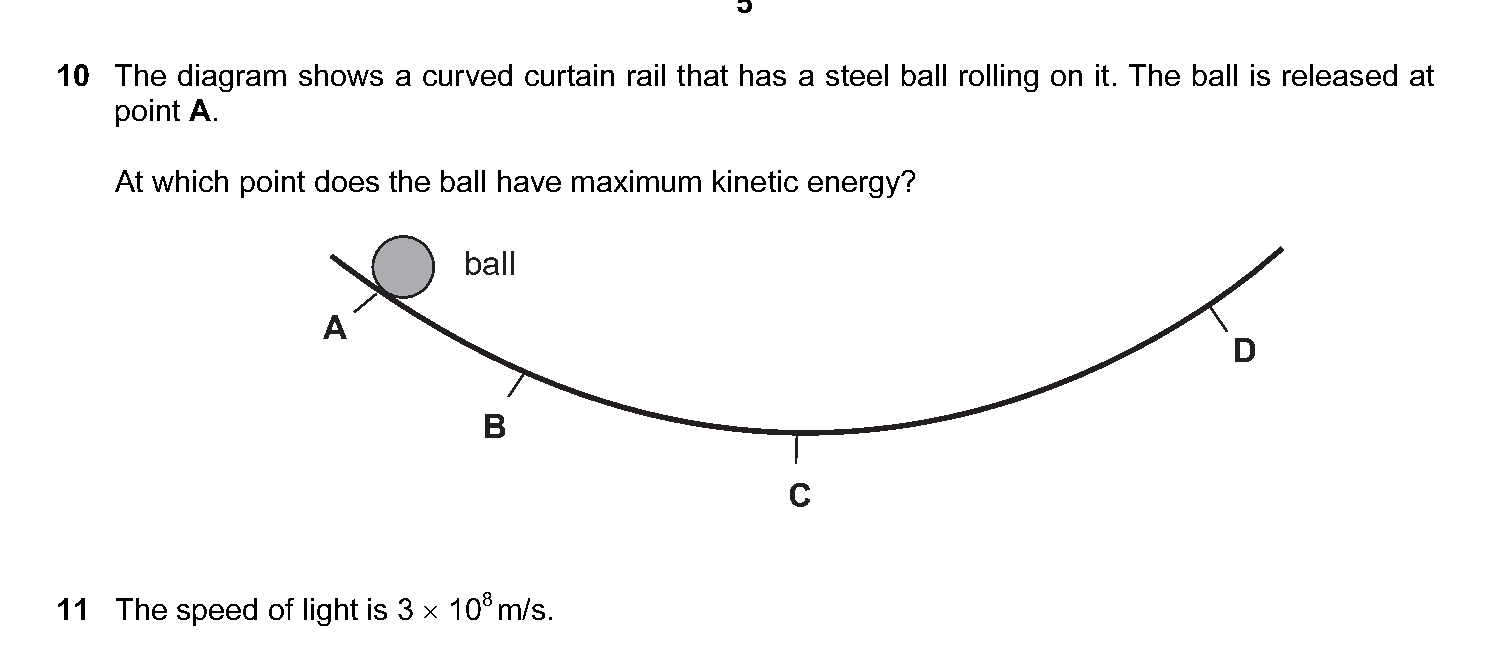 5
10 The diagram shows a curved curtain rail that has a steel ball rolling on it. The ball is released at
point A.
At which point does the ball have maximum kinetic energy?
ball
A
D
B
C
11 The speed of light is 3 × 10⁸ m/s.